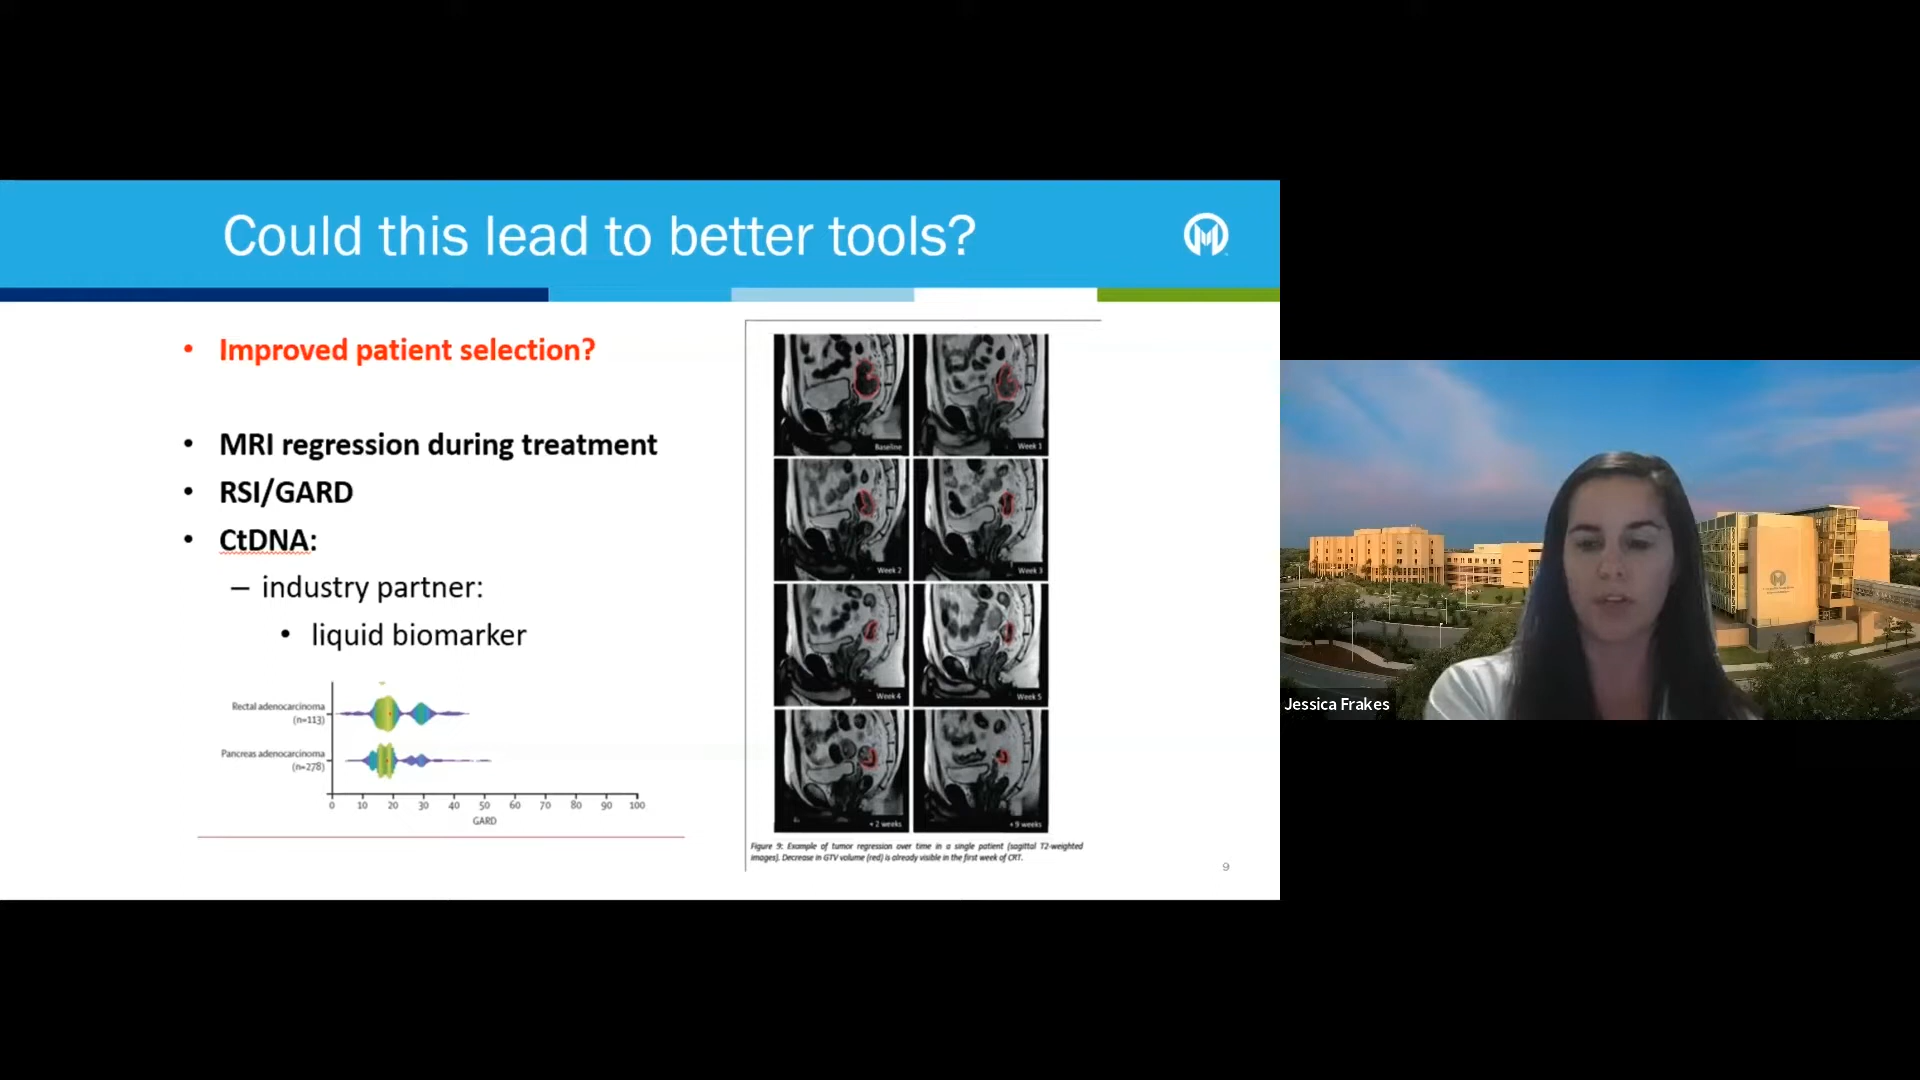 Could this lead to better tools?
• Improved patient selection?
• MRI regression during treatment
• RSI/GARD
• CtDNA:
– industry partner:
• liquid biomarker
Rectal adenocarcinoma
(n=113)
Pancreas adenocarcinoma
(n=278)
0 10 20 30 40 50 60 70 80 90 100
GARD
Baseline
Week 1
Week 2
Week 3
Week 4
Week 5
+ 2 weeks
+ 9 weeks
Figure 9: Example of tumor regression over time in a single patient (sagittal T2-weighted
images). Decrease in GTV volume (red) is already visible in the first week of CRT.
9
Jessica Frakes